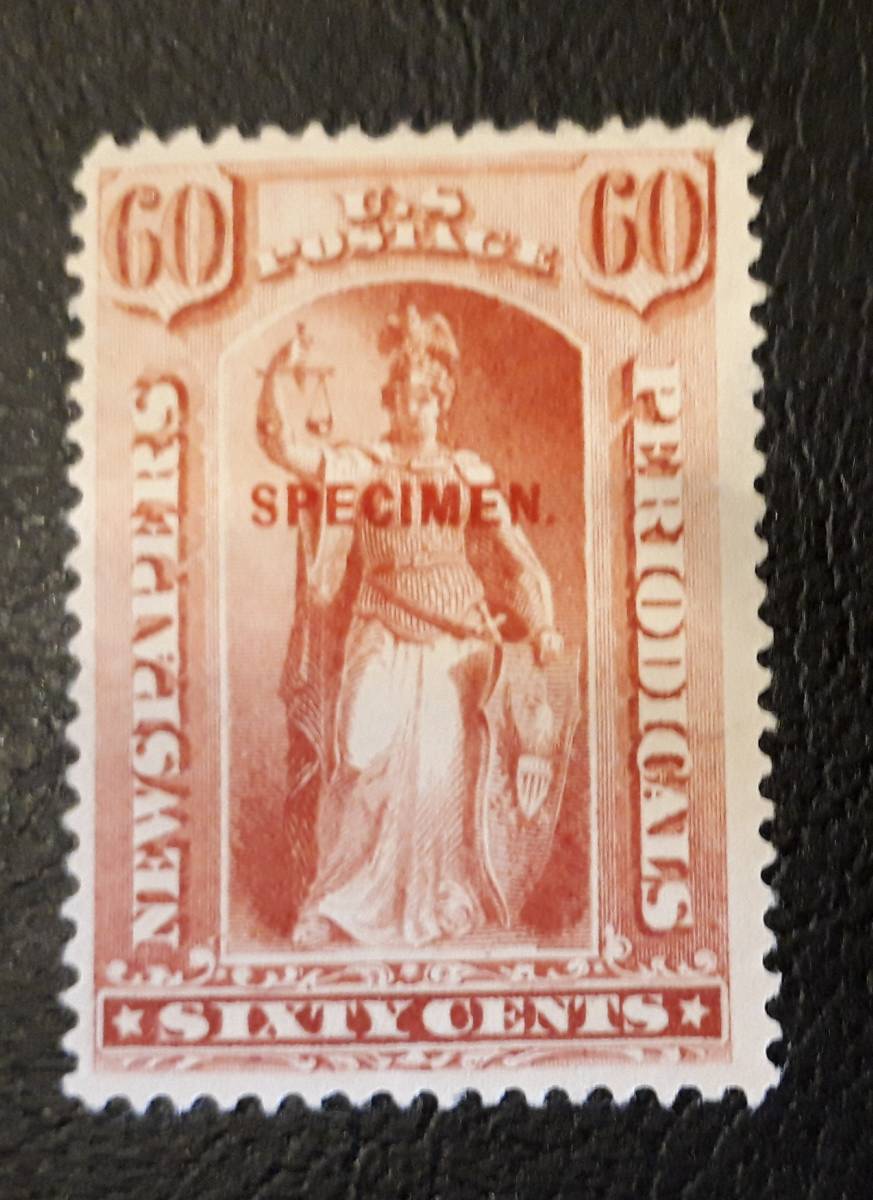 60 U.S 60
POSTAGE
NEWSPAPERS
PERIODICALS
SPECIMEN.
SIXTY CENTS